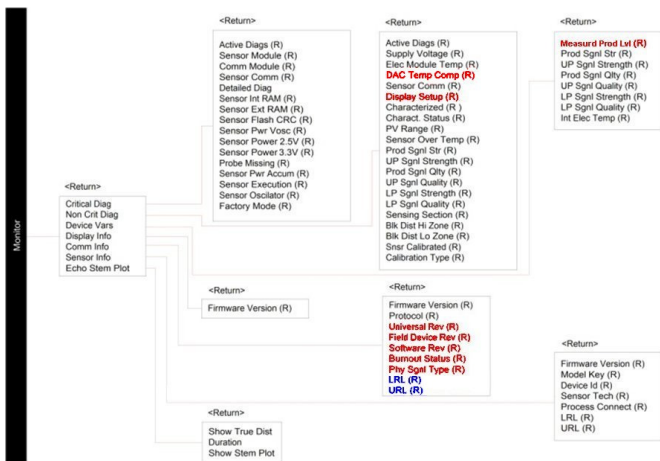 Monitor
<Return>
Critical Diag
Non Crit Diag
Device Vars
Display Info
Comm Info
Sensor Info
Echo Stem Plot
<Return>
Active Diags (R)
Sensor Module (R)
Comm Module (R)
Sensor Comm (R)
Detailed Diag
Sensor Int RAM (R)
Sensor Ext RAM (R)
Sensor Flash CRC (R)
Sensor Pwr Vosc (R)
Sensor Power 2.5V (R)
Sensor Power 3.3V (R)
Probe Missing (R)
Sensor Pwr Accum (R)
Sensor Execution (R)
Sensor Oscilator (R)
Factory Mode (R)
<Return>
Active Diags (R)
Supply Voltage (R)
Elec Module Temp (R)
DAC Temp Comp (R)
Sensor Comm (R)
Display Setup (R)
Characterized (R )
Charact. Status (R)
PV Range (R)
Sensor Over Temp (R)
Prod Sgnl Str (R)
UP Sgnl Strength (R)
Prod Sgnl Qlty (R)
UP Sgnl Quality (R)
LP Sgnl Strength (R)
LP Sgnl Quality (R)
Sensing Section (R)
Blk Dist Hi Zone (R)
Blk Dist Lo Zone (R)
Snsr Calibrated (R)
Calibration Type (R)
<Return>
Measurd Prod Lvl (R)
Prod Sgnl Str (R)
UP Sgnl Strength (R)
Prod Sgnl Qlty (R)
UP Sgnl Quality (R)
LP Sgnl Strength (R)
LP Sgnl Quality (R)
Int Elec Temp (R)
<Return>
Firmware Version (R)
<Return>
Firmware Version (R)
Protocol (R)
Universal Rev (R)
Field Device Rev (R)
Software Rev (R)
Burnout Status (R)
Phy Sgnl Type (R)
LRL (R)
URL (R)
<Return>
Firmware Version (R)
Model Key (R)
Device Id (R)
Sensor Tech (R)
Process Connect (R)
LRL (R)
URL (R)
<Return>
Show True Dist
Duration
Show Stem Plot